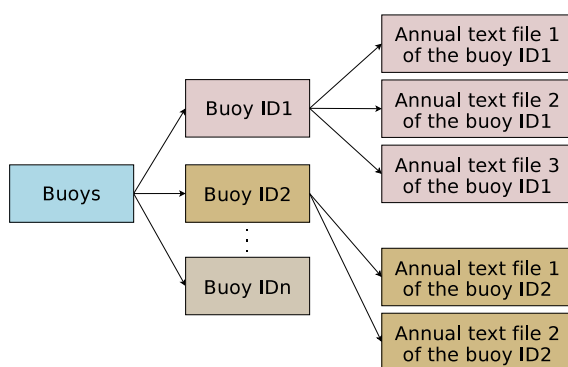 Buoys
Buoy ID1
Buoy ID2
Buoy IDn
Annual text file 1
of the buoy ID1
Annual text file 2
of the buoy ID1
Annual text file 3
of the buoy ID1
Annual text file 1
of the buoy ID2
Annual text file 2
of the buoy ID2